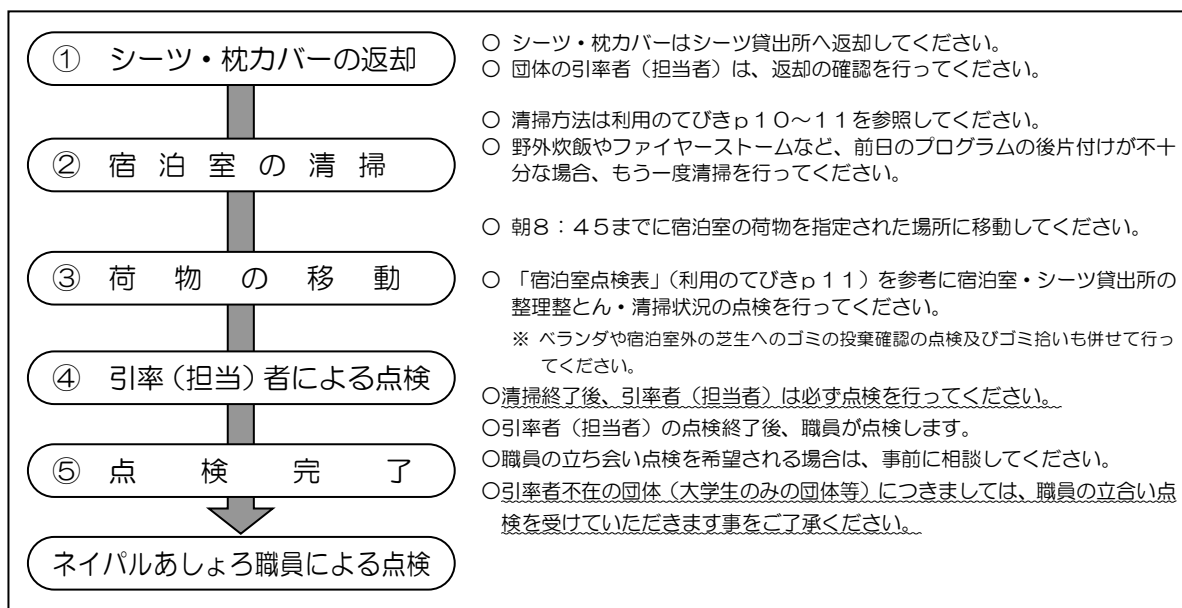 ① シーツ・枕カバーの返却
② 宿泊室の清掃
③ 荷物の移動
④ 引率（担当）者による点検
⑤ 点検完了
ネイパルあしょろ職員による点検
○ シーツ・枕カバーはシーツ貸出所へ返却してください。
○ 団体の引率者（担当者）は、返却の確認を行ってください。
○ 清掃方法は利用のてびきｐ１０～１１を参照してください。
○ 野外炊飯やファイヤーストームなど、前日のプログラムの後片付けが不十
分な場合、もう一度清掃を行ってください。
○ 朝８：４５までに宿泊室の荷物を指定された場所に移動してください。
○ 「宿泊室点検表」（利用のてびきｐ１１）を参考に宿泊室・シーツ貸出所の
整理整とん・清掃状況の点検を行ってください。
※ ベランダや宿泊室外の芝生へのゴミの投棄確認の点検及びゴミ拾いも併せて行っ
てください。
○清掃終了後、引率者（担当者）は必ず点検を行ってください。
○引率者（担当者）の点検終了後、職員が点検します。
○職員の立ち会い点検を希望される場合は、事前に相談してください。
○引率者不在の団体（大学生のみの団体等）につきましては、職員の立合い点
検を受けていただきます事をご了承ください。